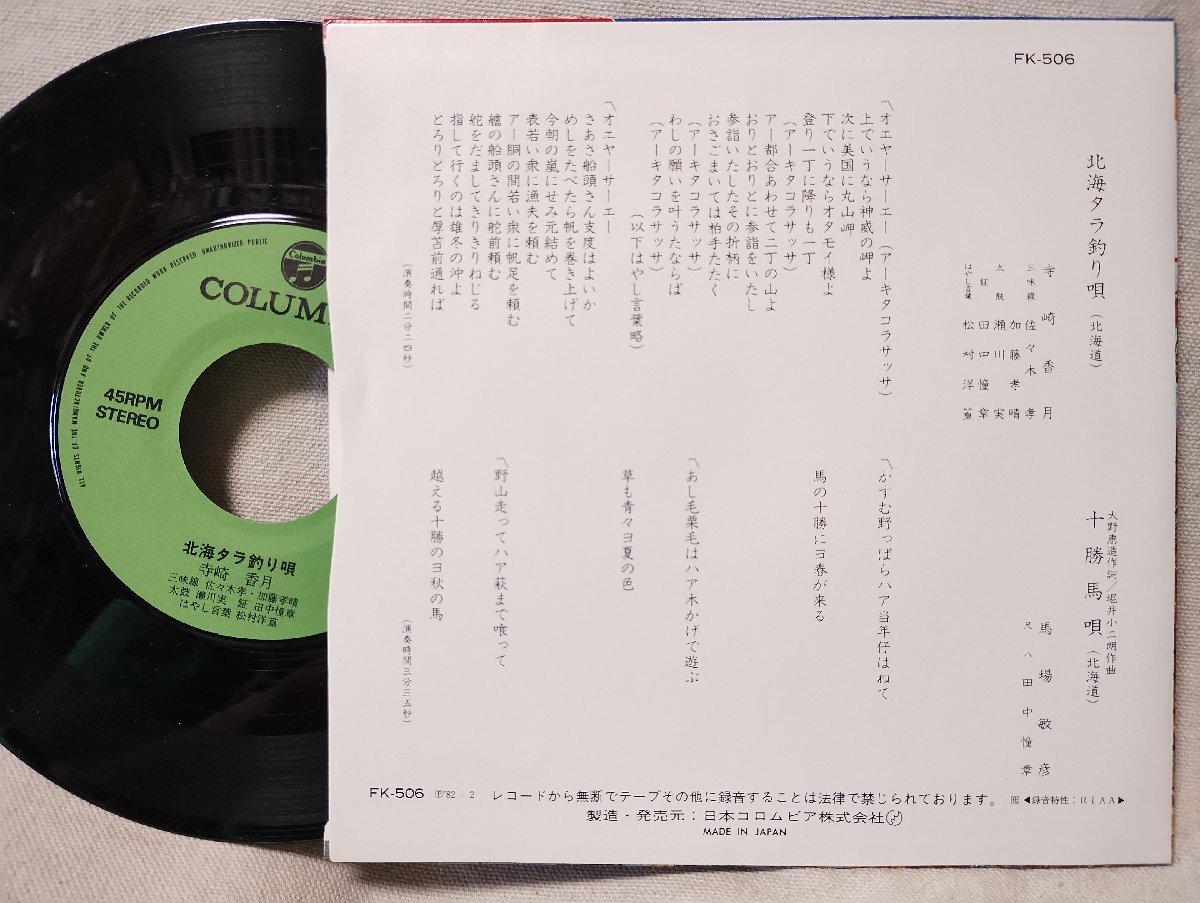 FK-506
北海タラ釣り唄（北海道）
寺崎香月
三味線 佐々木孝
加藤孝晴
太鼓 瀬川実
鉦 田中憧章
はやし言葉 松村洋篁
〽オエヤーサーエー（アーキタコラサッサ）
上でいうなら神威の岬よ
次に美国に丸山岬
下でいうならオタモイ様よ
登り一丁に降りも一丁
（アーキタコラサッサ）
アー都合あわせて二丁の山よ
おりとおりとに参詣をいたし
参詣いたしたその折柄に
おさごまいては柏手たたく
（アーキタコラサッサ）
わしの願いを叶うたならば
（アーキタコラサッサ）
（以下はやし言葉略）
〽オエヤーサーエー
さあさ船頭さん支度はよいか
めしをたべたら帆を巻き上げて
今朝の嵐にせみ元結めて
表若い衆に漁夫を頼む
アー胴の間若い衆に帆足を頼む
艫の船頭さんに舵前頼む
舵をだましてきりきりねじる
指して行くのは雄冬の沖よ
とろりとろりと厚苫前通れば
（演奏時間二分二四秒）
大野恵造作詞／堀井小二朗作曲
十勝馬唄（北海道）
馬場敏彦
尺八 田中憧章
〽かすむ野っぱらハア当年仔はねて
馬の十勝にヨ春が来る
〽あし毛栗毛はハア木かげで遊ぶ
草も青々ヨ夏の色
〽野山走ってハア萩まで喰って
越える十勝のヨ秋の馬
（演奏時間三分三五秒）
FK-506 Ⓟ'82・2 レコードから無断でテープその他に録音することは法律で禁じられております。 ◀録音特性：RIAA▶
製造・発売元：日本コロムビア株式会社
MADE IN JAPAN
ALL RIGHTS OF THE MANUFACTURER AND OF THE OWNER OF THE RECORDED WORK RESERVED UNAUTHORIZED PUBLIC
Columbia
COLUM
45RPM
STEREO
北海タラ釣り唄
寺崎 香月
三味線 佐々木孝・加藤孝晴
太鼓 瀬川実 鉦 田中憧章
はやし言葉 松村洋篁